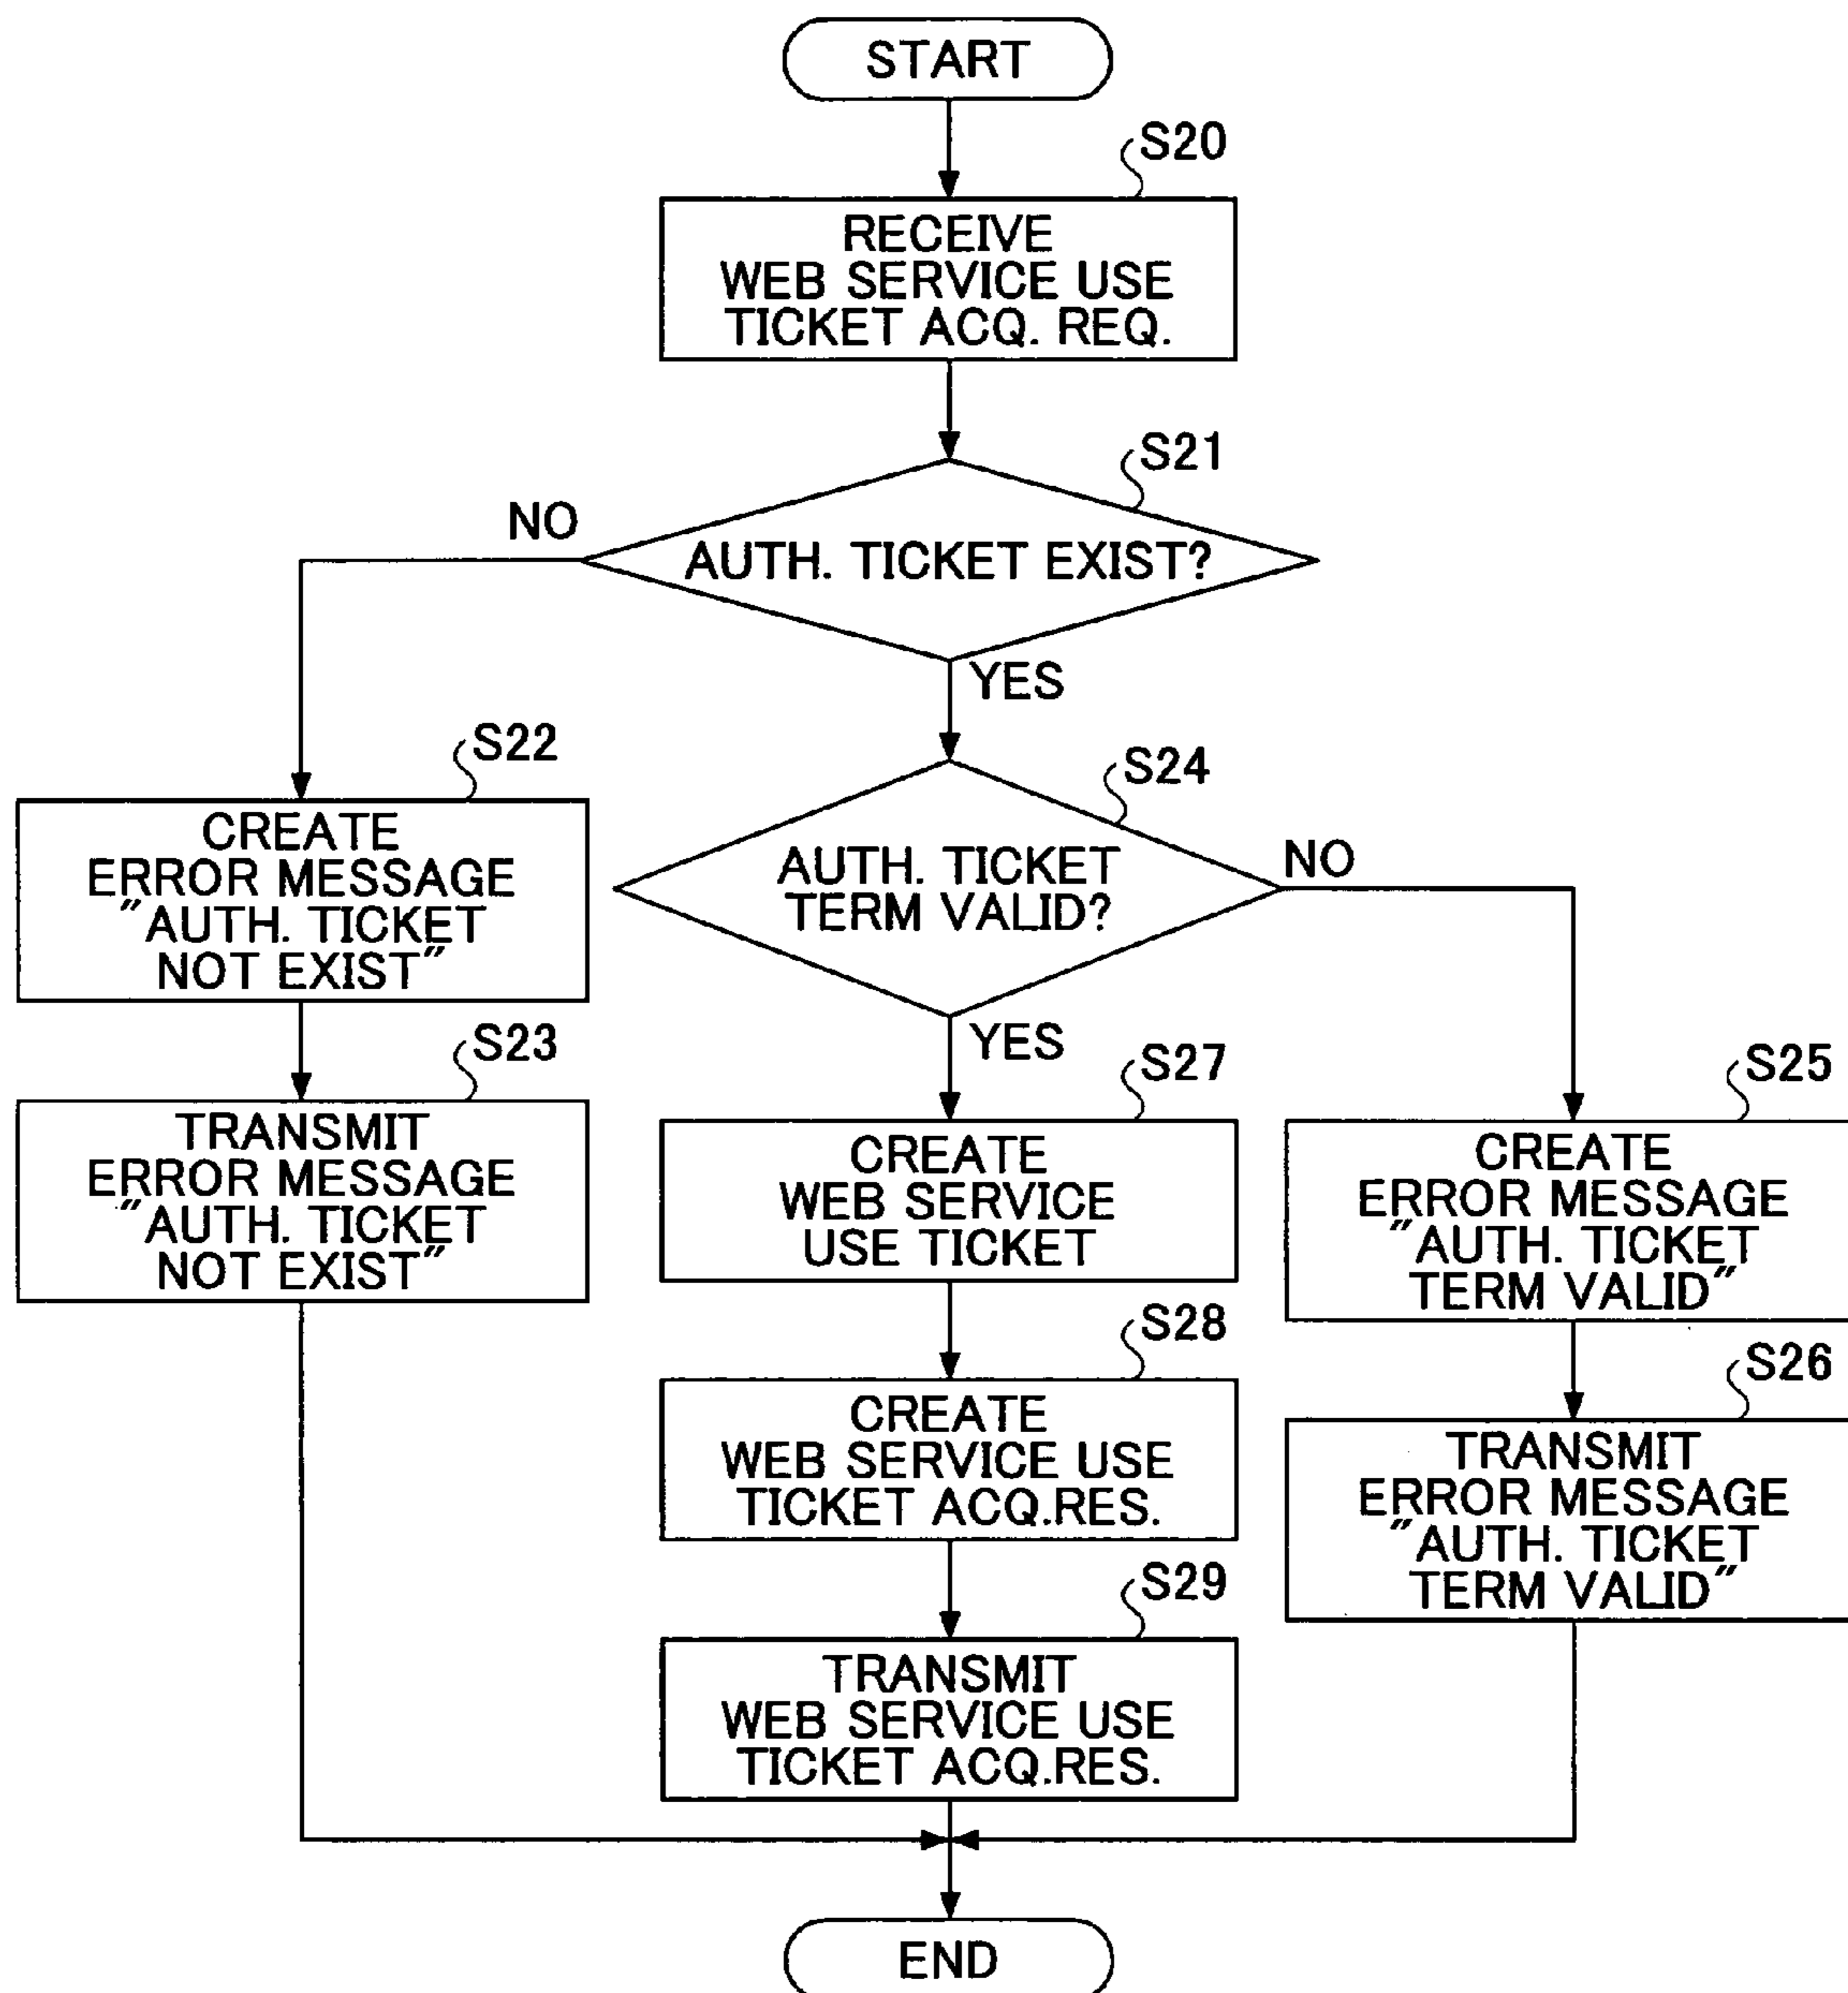 START
S20
RECEIVE
WEB SERVICE USE
TICKET ACQ. REQ.
S21
NO
AUTH. TICKET EXIST?
YES
S22
CREATE
ERROR MESSAGE
"AUTH. TICKET
NOT EXIST"
S23
TRANSMIT
ERROR MESSAGE
"AUTH. TICKET
NOT EXIST"
S24
AUTH. TICKET
TERM VALID?
NO
YES
S27
CREATE
WEB SERVICE
USE TICKET
S28
CREATE
WEB SERVICE USE
TICKET ACQ.RES.
S29
TRANSMIT
WEB SERVICE USE
TICKET ACQ.RES.
S25
CREATE
ERROR MESSAGE
"AUTH. TICKET
TERM VALID"
S26
TRANSMIT
ERROR MESSAGE
"AUTH. TICKET
TERM VALID"
END